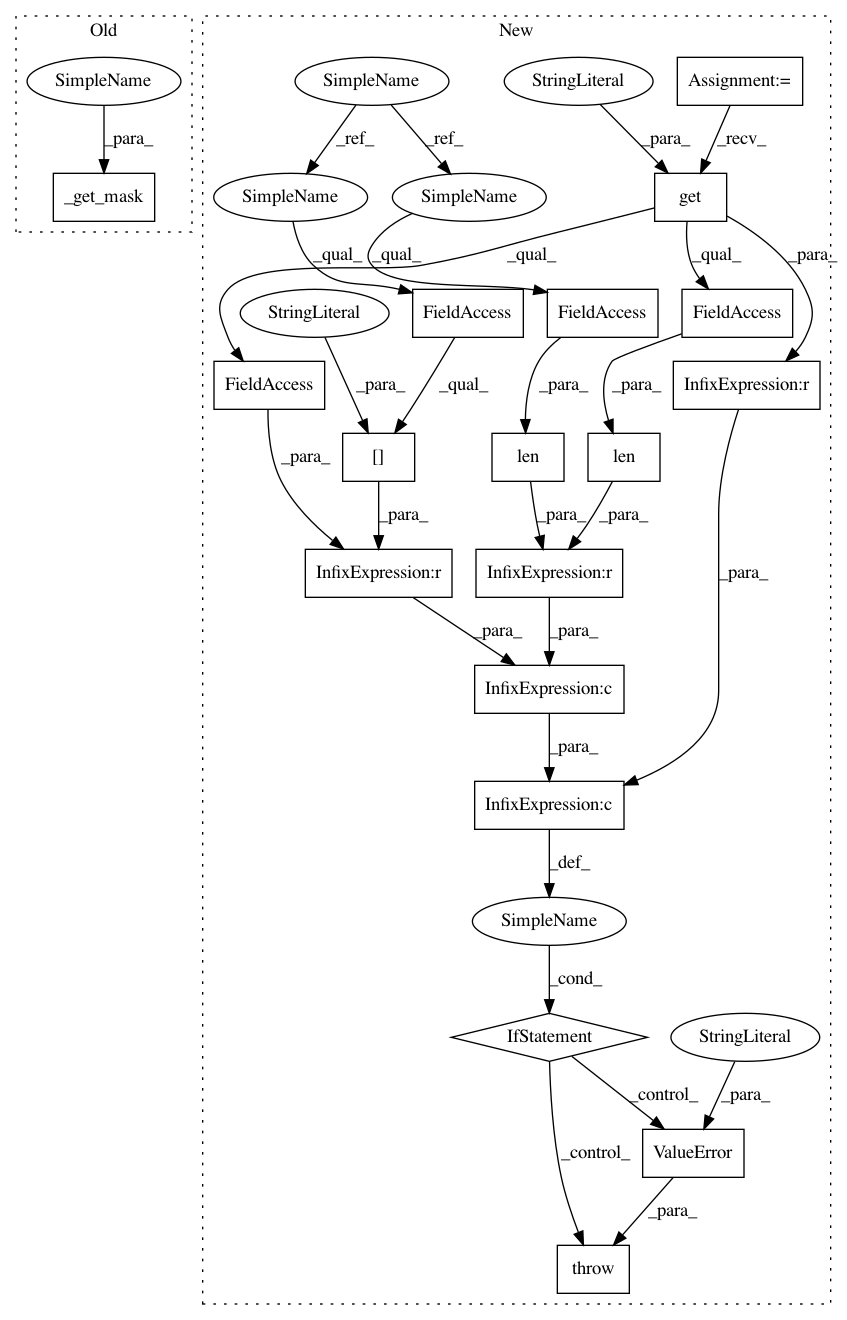 Old
New
SimpleName
SimpleName
StringLiteral
Assignment:=
_para_
_ref_
_ref_
_para_
_recv_
_get_mask
SimpleName
SimpleName
get
_qual_
_qual_
_qual_
_qual_
_para_
StringLiteral
FieldAccess
FieldAccess
FieldAccess
FieldAccess
InfixExpression:r
_para_
_qual_
_para_
_para_
_para_
[]
len
len
_para_
_para_
_para_
InfixExpression:r
InfixExpression:r
_para_
_para_
_para_
InfixExpression:c
_para_
InfixExpression:c
_def_
SimpleName
_cond_
IfStatement
StringLiteral
_control_
_para_
_control_
ValueError
_para_
throw